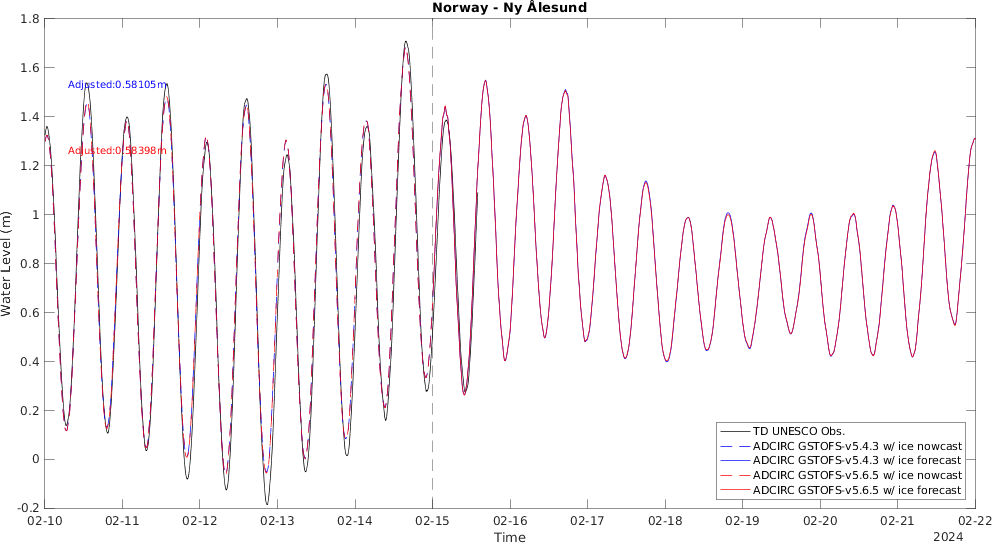 Norway - Ny Ålesund
Water Level (m)
1.8
1.6
1.4
1.2
1
0.8
0.6
0.4
0.2
0
-0.2
Adjusted:0.58105m
Adjusted:0.58398m
TD UNESCO Obs.
ADCIRC GSTOFS-v5.4.3 w/ ice nowcast
ADCIRC GSTOFS-v5.4.3 w/ ice forecast
ADCIRC GSTOFS-v5.6.5 w/ ice nowcast
ADCIRC GSTOFS-v5.6.5 w/ ice forecast
02-10 02-11 02-12 02-13 02-14 02-15 02-16 02-17 02-18 02-19 02-20 02-21 02-22
Time
2024